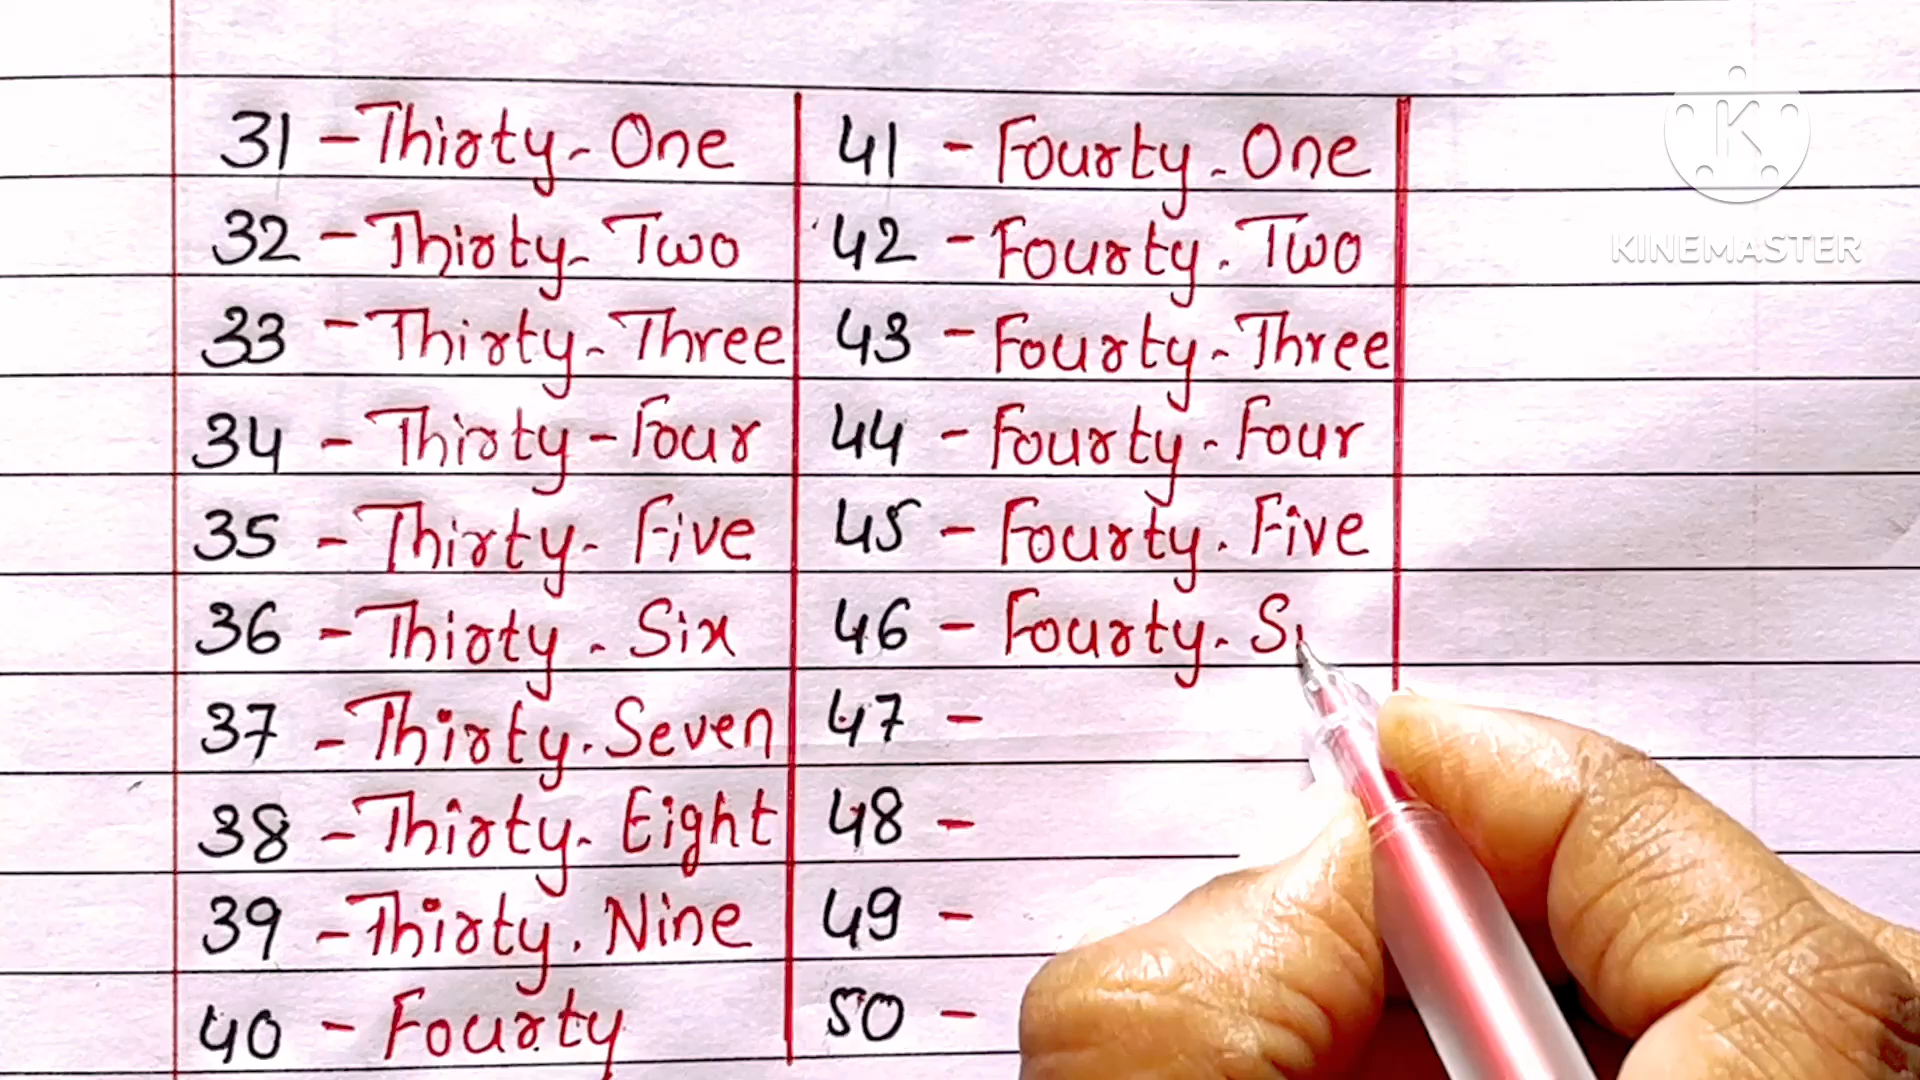 31 - Thirty - One
32 - Thirty - Two
33 - Thirty - Three
34 - Thirty - Four
35 - Thirty - Five
36 - Thirty - Six
37 - Thirty - Seven
38 - Thirty - Eight
39 - Thirty - Nine
40 - Fourty
41 - Fourty - One
42 - Fourty - Two
43 - Fourty - Three
44 - Fourty - Four
45 - Fourty - Five
46 - Fourty - Si
47 -
48 -
49 -
50 -
K
KINEMASTER